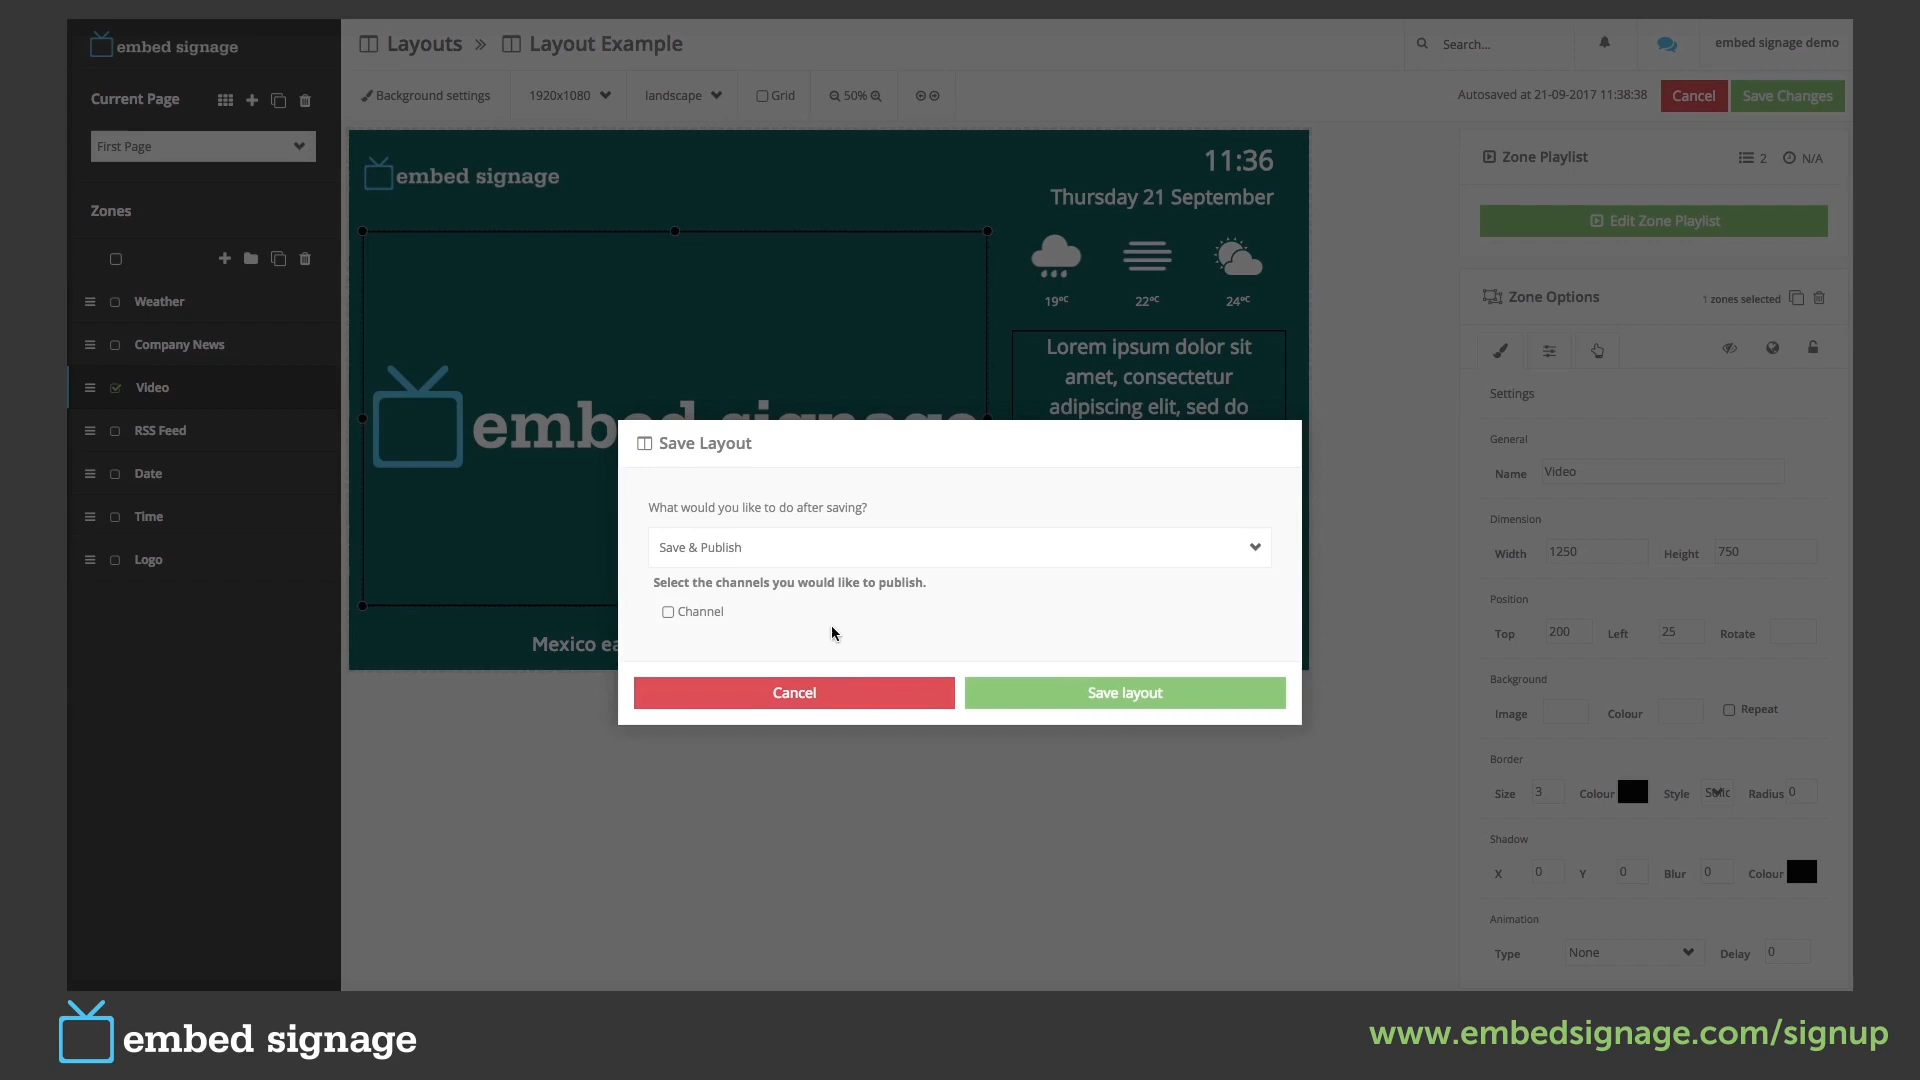 embed signage
Layouts » Layout Example
Search...
embed signage demo
Current Page
Background settings
1920x1080
landscape
Grid
50%
Autosaved at 21-09-2017 11:38:38
Cancel
Save Changes
First Page
Zones
Weather
Company News
Video
RSS Feed
Date
Time
Logo
embed signage
11:36
Thursday 21 September
19ºC
22ºC
24ºC
Lorem ipsum dolor sit
amet, consectetur
adipiscing elit, sed do
embed signage
Mexico ea
Save Layout
What would you like to do after saving?
Save & Publish
Select the channels you would like to publish.
Channel
Cancel
Save layout
Zone Playlist
2
N/A
Edit Zone Playlist
Zone Options
1 zones selected
Settings
General
Name Video
Dimension
Width 1250 Height 750
Position
Top 200 Left 25 Rotate
Background
Image Colour Repeat
Border
Size 3 Colour Style Solid Radius 0
Shadow
X 0 Y 0 Blur 0 Colour
Animation
Type None Delay 0
embed signage
www.embedsignage.com/signup